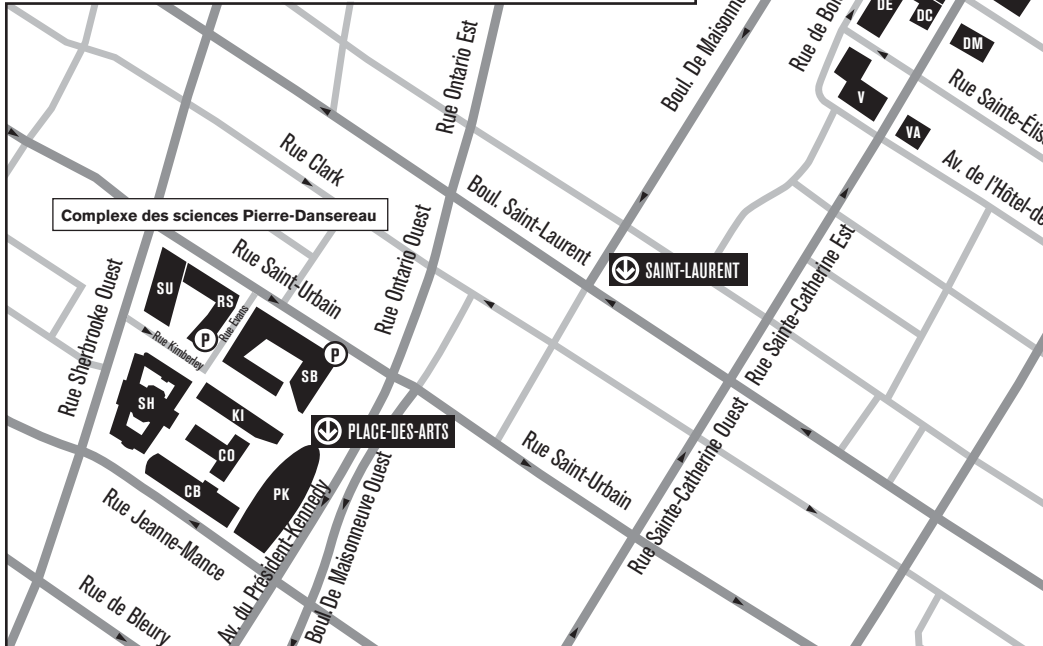 DE
DC
DM
V
VA
Boul. De Maisonn
Rue de Bo
Rue Sainte-Élis
Av. de l'Hôtel-de
Rue Ontario Est
Rue Clark
Complexe des sciences Pierre-Dansereau
Boul. Saint-Laurent
SAINT-LAURENT
Rue Sainte-Catherine Est
Rue Saint-Urbain
Rue Ontario Ouest
Rue Sherbrooke Ouest
SU
RS
P
Rue Evans
Rue Kimberley
P
SB
SH
KI
CO
CB
PK
PLACE-DES-ARTS
Rue Saint-Urbain
Rue Sainte-Catherine Ouest
Rue Jeanne-Mance
Rue de Bleury
Av. du Président-Kennedy
Boul. De Maisonneuve Ouest